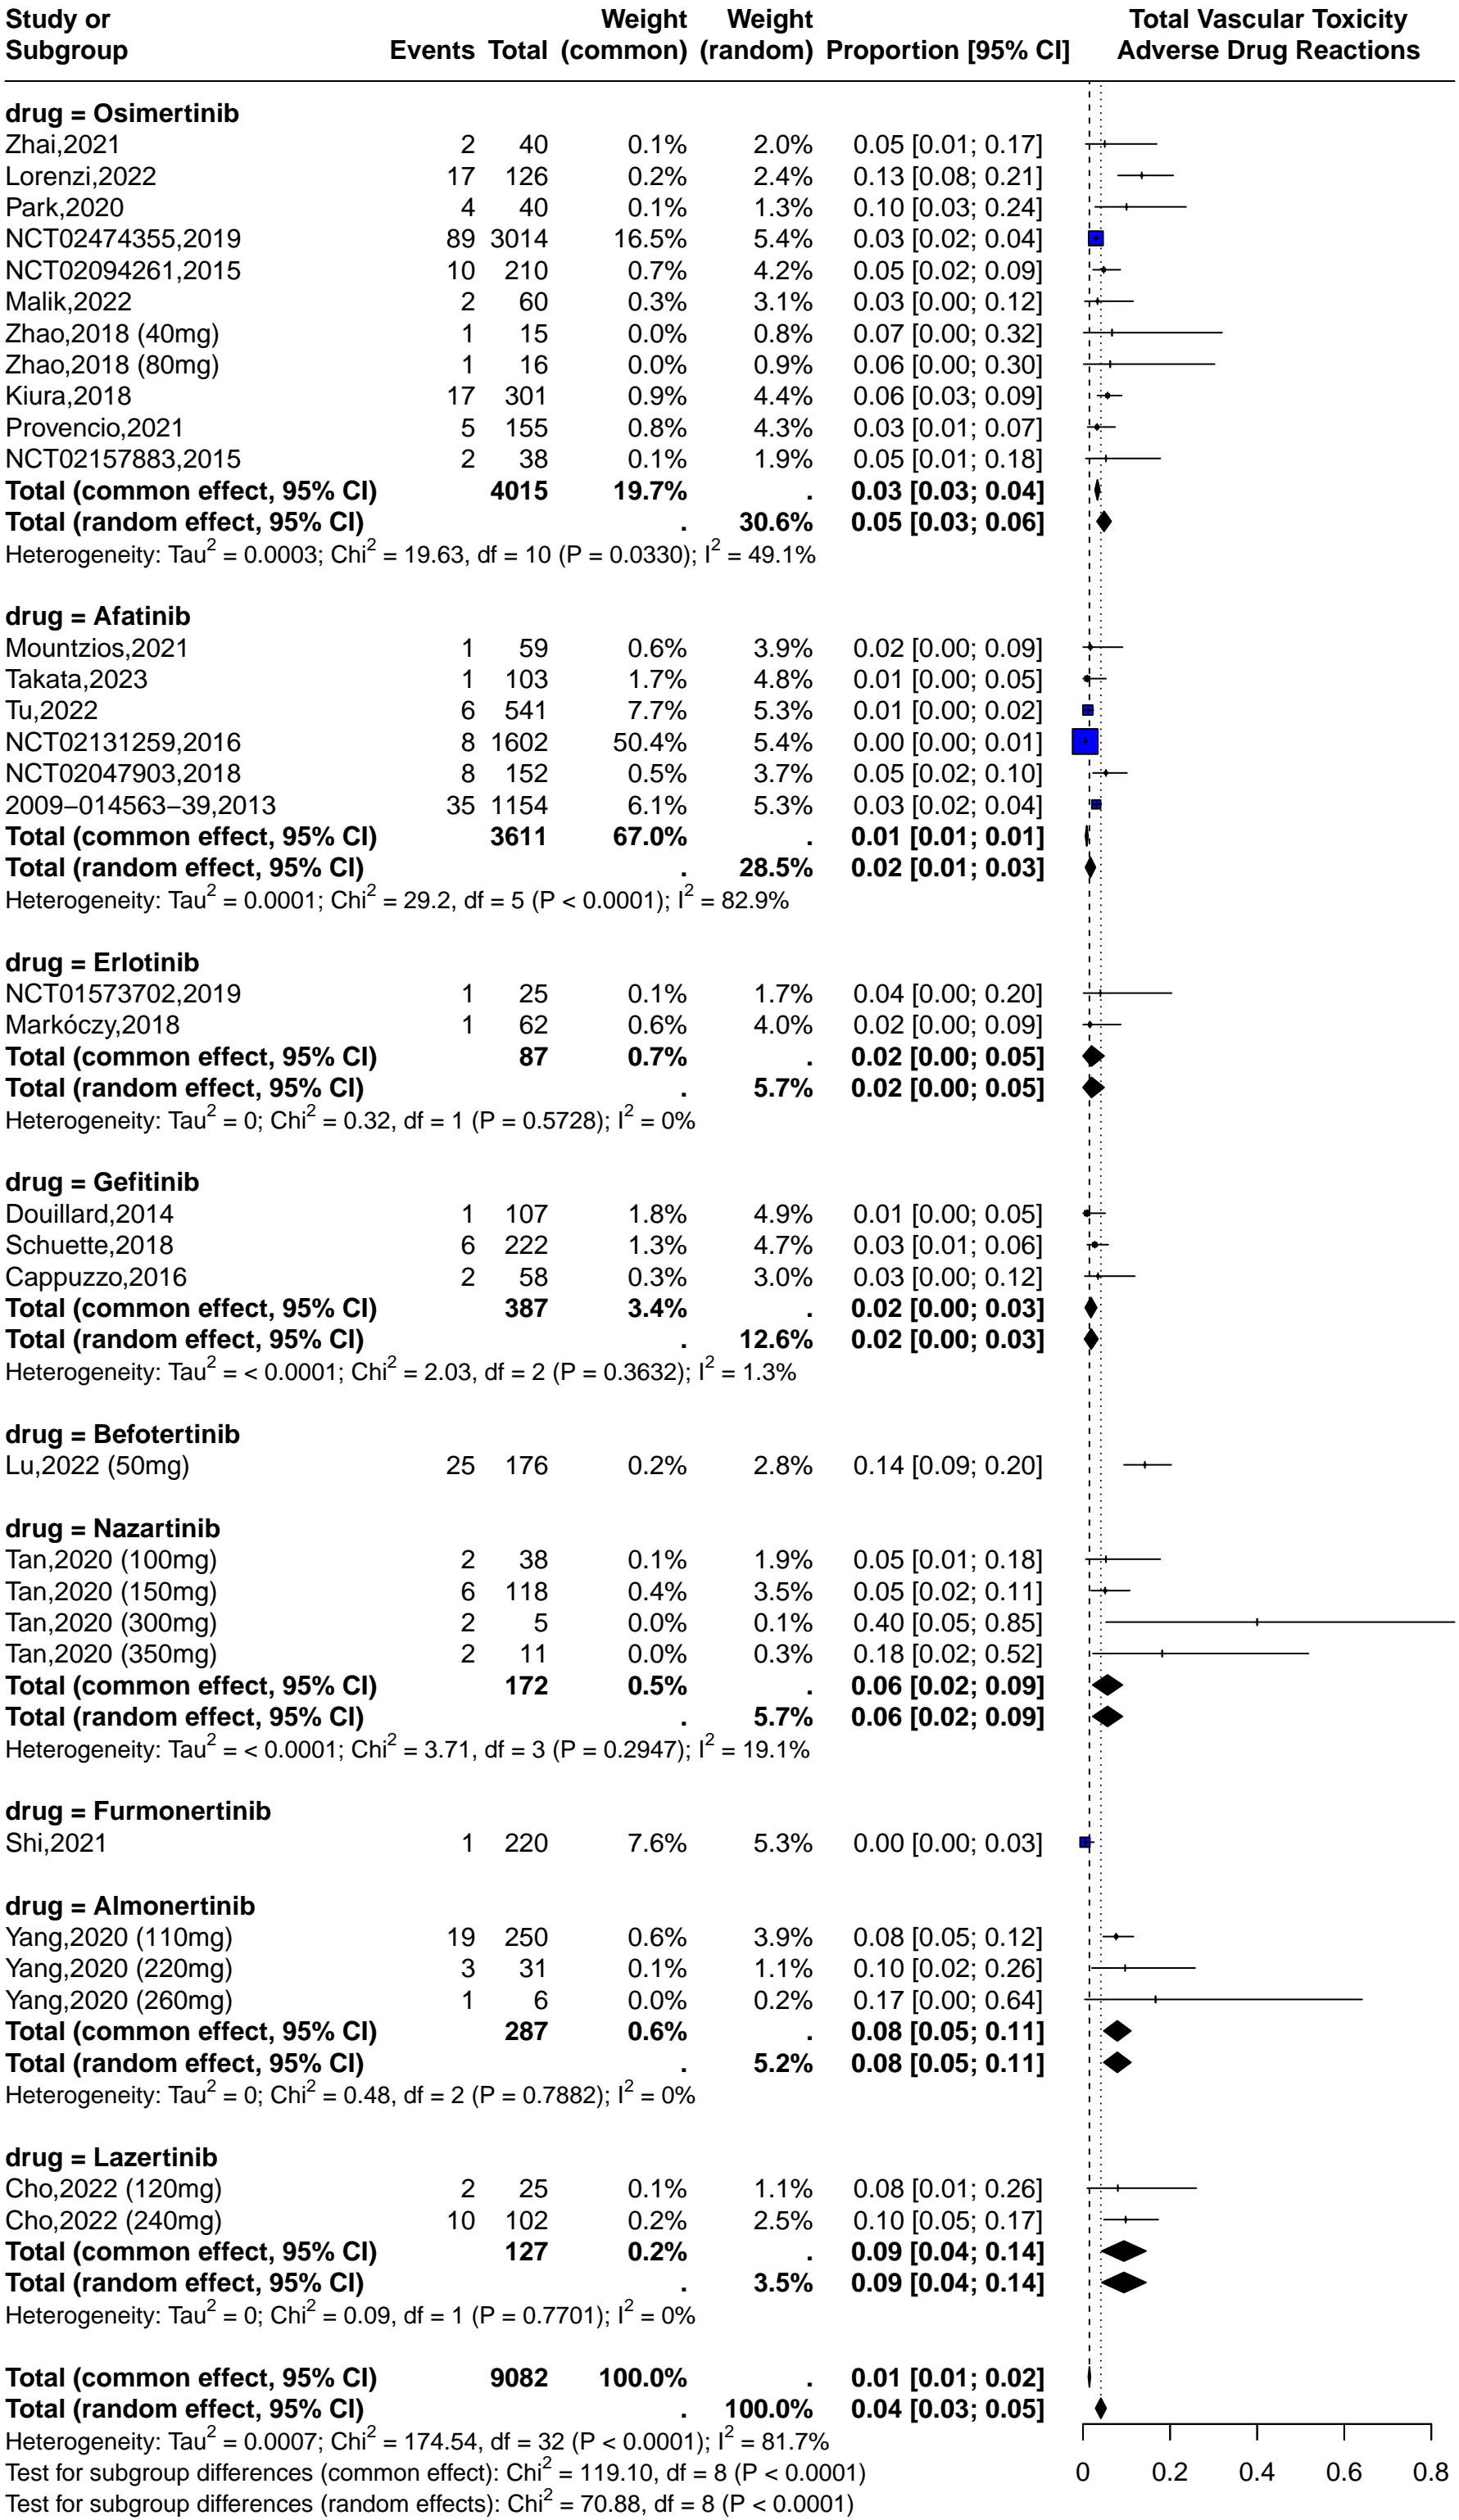 Study or Weight Weight Total Vascular Toxicity
Subgroup Events Total (common) (random) Proportion [95% CI] Adverse Drug Reactions
drug = Osimertinib
Zhai,2021 2 40 0.1% 2.0% 0.05 [0.01; 0.17]
Lorenzi,2022 17 126 0.2% 2.4% 0.13 [0.08; 0.21]
Park,2020 4 40 0.1% 1.3% 0.10 [0.03; 0.24]
NCT02474355,2019 89 3014 16.5% 5.4% 0.03 [0.02; 0.04]
NCT02094261,2015 10 210 0.7% 4.2% 0.05 [0.02; 0.09]
Malik,2022 2 60 0.3% 3.1% 0.03 [0.00; 0.12]
Zhao,2018 (40mg) 1 15 0.0% 0.8% 0.07 [0.00; 0.32]
Zhao,2018 (80mg) 1 16 0.0% 0.9% 0.06 [0.00; 0.30]
Kiura,2018 17 301 0.9% 4.4% 0.06 [0.03; 0.09]
Provencio,2021 5 155 0.8% 4.3% 0.03 [0.01; 0.07]
NCT02157883,2015 2 38 0.1% 1.9% 0.05 [0.01; 0.18]
Total (common effect, 95% CI) 4015 19.7% . 0.03 [0.03; 0.04]
Total (random effect, 95% CI) . 30.6% 0.05 [0.03; 0.06]
Heterogeneity: Tau² = 0.0003; Chi² = 19.63, df = 10 (P = 0.0330); I² = 49.1%
drug = Afatinib
Mountzios,2021 1 59 0.6% 3.9% 0.02 [0.00; 0.09]
Takata,2023 1 103 1.7% 4.8% 0.01 [0.00; 0.05]
Tu,2022 6 541 7.7% 5.3% 0.01 [0.00; 0.02]
NCT02131259,2016 8 1602 50.4% 5.4% 0.00 [0.00; 0.01]
NCT02047903,2018 8 152 0.5% 3.7% 0.05 [0.02; 0.10]
2009−014563−39,2013 35 1154 6.1% 5.3% 0.03 [0.02; 0.04]
Total (common effect, 95% CI) 3611 67.0% . 0.01 [0.01; 0.01]
Total (random effect, 95% CI) . 28.5% 0.02 [0.01; 0.03]
Heterogeneity: Tau² = 0.0001; Chi² = 29.2, df = 5 (P < 0.0001); I² = 82.9%
drug = Erlotinib
NCT01573702,2019 1 25 0.1% 1.7% 0.04 [0.00; 0.20]
Markóczy,2018 1 62 0.6% 4.0% 0.02 [0.00; 0.09]
Total (common effect, 95% CI) 87 0.7% . 0.02 [0.00; 0.05]
Total (random effect, 95% CI) . 5.7% 0.02 [0.00; 0.05]
Heterogeneity: Tau² = 0; Chi² = 0.32, df = 1 (P = 0.5728); I² = 0%
drug = Gefitinib
Douillard,2014 1 107 1.8% 4.9% 0.01 [0.00; 0.05]
Schuette,2018 6 222 1.3% 4.7% 0.03 [0.01; 0.06]
Cappuzzo,2016 2 58 0.3% 3.0% 0.03 [0.00; 0.12]
Total (common effect, 95% CI) 387 3.4% . 0.02 [0.00; 0.03]
Total (random effect, 95% CI) . 12.6% 0.02 [0.00; 0.03]
Heterogeneity: Tau² = < 0.0001; Chi² = 2.03, df = 2 (P = 0.3632); I² = 1.3%
drug = Befotertinib
Lu,2022 (50mg) 25 176 0.2% 2.8% 0.14 [0.09; 0.20]
drug = Nazartinib
Tan,2020 (100mg) 2 38 0.1% 1.9% 0.05 [0.01; 0.18]
Tan,2020 (150mg) 6 118 0.4% 3.5% 0.05 [0.02; 0.11]
Tan,2020 (300mg) 2 5 0.0% 0.1% 0.40 [0.05; 0.85]
Tan,2020 (350mg) 2 11 0.0% 0.3% 0.18 [0.02; 0.52]
Total (common effect, 95% CI) 172 0.5% . 0.06 [0.02; 0.09]
Total (random effect, 95% CI) . 5.7% 0.06 [0.02; 0.09]
Heterogeneity: Tau² = < 0.0001; Chi² = 3.71, df = 3 (P = 0.2947); I² = 19.1%
drug = Furmonertinib
Shi,2021 1 220 7.6% 5.3% 0.00 [0.00; 0.03]
drug = Almonertinib
Yang,2020 (110mg) 19 250 0.6% 3.9% 0.08 [0.05; 0.12]
Yang,2020 (220mg) 3 31 0.1% 1.1% 0.10 [0.02; 0.26]
Yang,2020 (260mg) 1 6 0.0% 0.2% 0.17 [0.00; 0.64]
Total (common effect, 95% CI) 287 0.6% . 0.08 [0.05; 0.11]
Total (random effect, 95% CI) . 5.2% 0.08 [0.05; 0.11]
Heterogeneity: Tau² = 0; Chi² = 0.48, df = 2 (P = 0.7882); I² = 0%
drug = Lazertinib
Cho,2022 (120mg) 2 25 0.1% 1.1% 0.08 [0.01; 0.26]
Cho,2022 (240mg) 10 102 0.2% 2.5% 0.10 [0.05; 0.17]
Total (common effect, 95% CI) 127 0.2% . 0.09 [0.04; 0.14]
Total (random effect, 95% CI) . 3.5% 0.09 [0.04; 0.14]
Heterogeneity: Tau² = 0; Chi² = 0.09, df = 1 (P = 0.7701); I² = 0%
Total (common effect, 95% CI) 9082 100.0% . 0.01 [0.01; 0.02]
Total (random effect, 95% CI) . 100.0% 0.04 [0.03; 0.05]
Heterogeneity: Tau² = 0.0007; Chi² = 174.54, df = 32 (P < 0.0001); I² = 81.7%
Test for subgroup differences (common effect): Chi² = 119.10, df = 8 (P < 0.0001) 0 0.2 0.4 0.6 0.8
Test for subgroup differences (random effects): Chi² = 70.88, df = 8 (P < 0.0001)